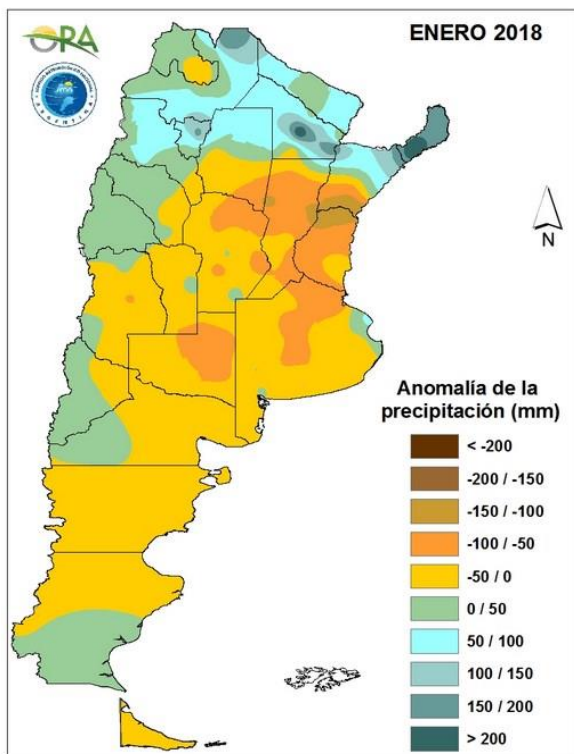 ORA
ENERO 2018
N
Anomalía de la
precipitación (mm)
< -200
-200 / -150
-150 / -100
-100 / -50
-50 / 0
0 / 50
50 / 100
100 / 150
150 / 200
> 200